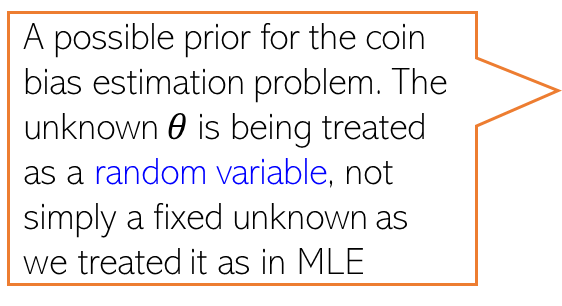 A possible prior for the coin
bias estimation problem. The
unknown θ is being treated
as a random variable, not
simply a fixed unknown as
we treated it as in MLE